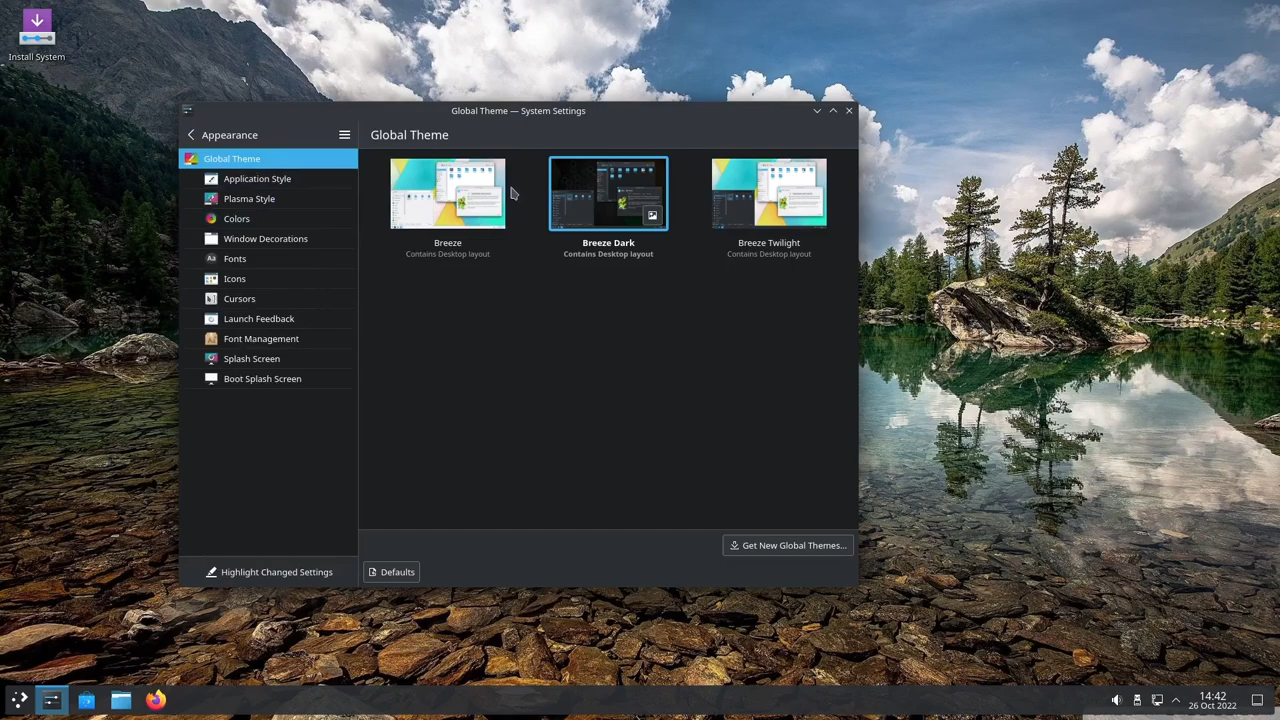 Install System
Global Theme — System Settings
Appearance
Global Theme
Global Theme
Application Style
Plasma Style
Colors
Window Decorations
Fonts
Icons
Cursors
Launch Feedback
Font Management
Splash Screen
Boot Splash Screen
Highlight Changed Settings
Breeze
Contains Desktop layout
Breeze Dark
Contains Desktop layout
Breeze Twilight
Contains Desktop layout
Get New Global Themes...
Defaults
14:42
26 Oct 2022